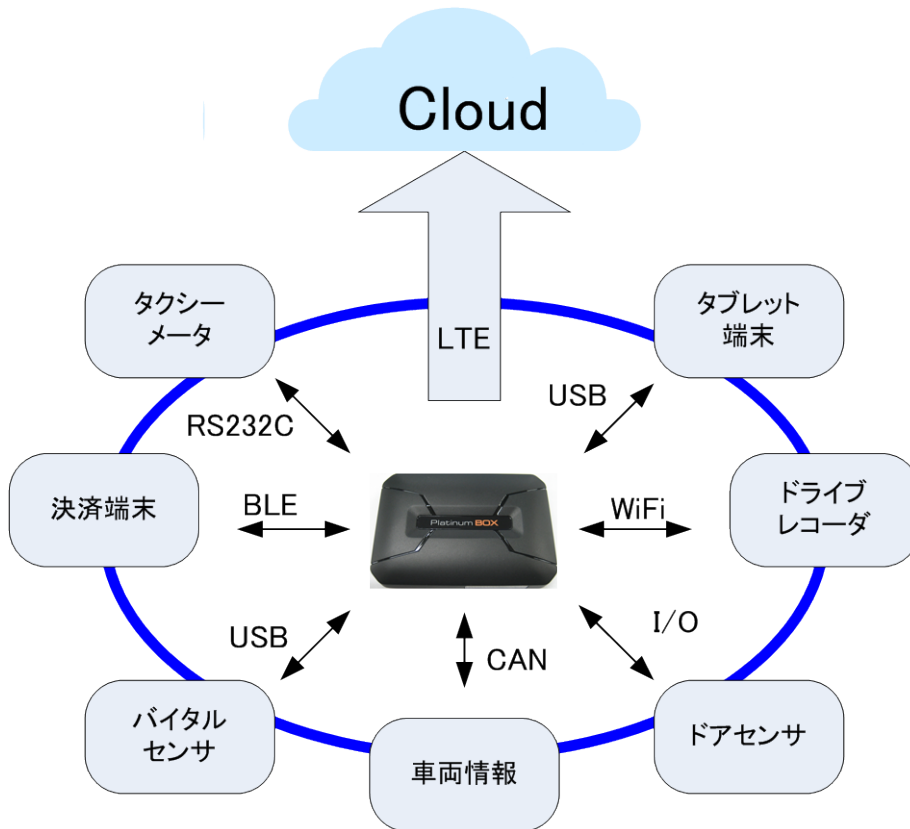 Cloud
タクシー
メータ
タブレット
端末
LTE
USB
RS232C
決済端末
BLE
Platinum BOX
WiFi
ドライブ
レコーダ
USB
CAN
I/O
バイタル
センサ
車両情報
ドアセンサ